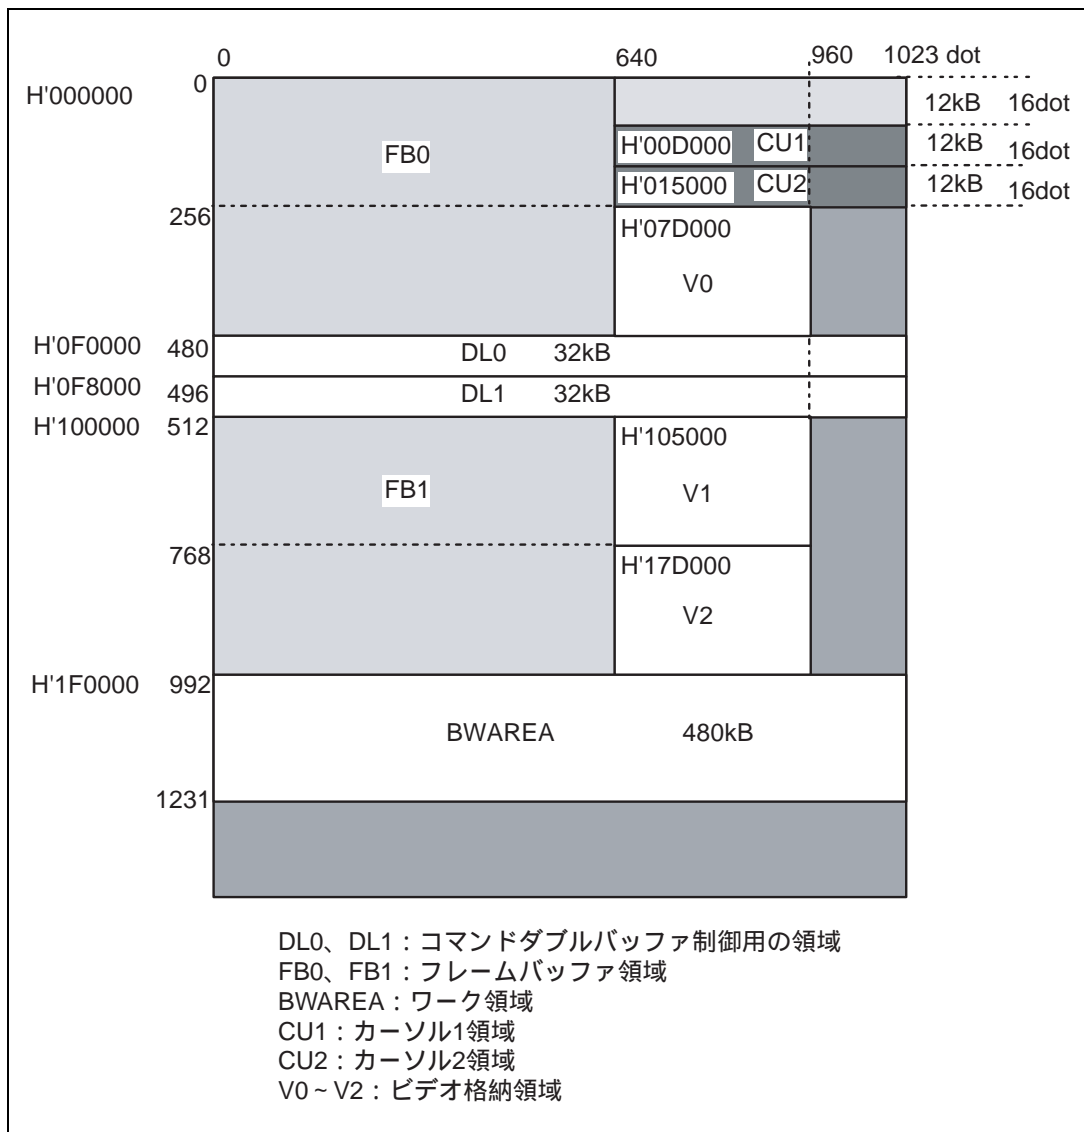 0 640 960 1023 dot
H'000000 0 12kB 16dot
FB0 H'00D000 CU1 12kB 16dot
H'015000 CU2 12kB 16dot
256 H'07D000
V0
H'0F0000 480 DL0 32kB
H'0F8000 496 DL1 32kB
H'100000 512 H'105000
FB1 V1
768 H'17D000
V2
H'1F0000 992
BWAREA 480kB
1231
DL0、DL1：コマンドダブルバッファ制御用の領域
FB0、FB1：フレームバッファ領域
BWAREA：ワーク領域
CU1：カーソル1領域
CU2：カーソル2領域
V0～V2：ビデオ格納領域